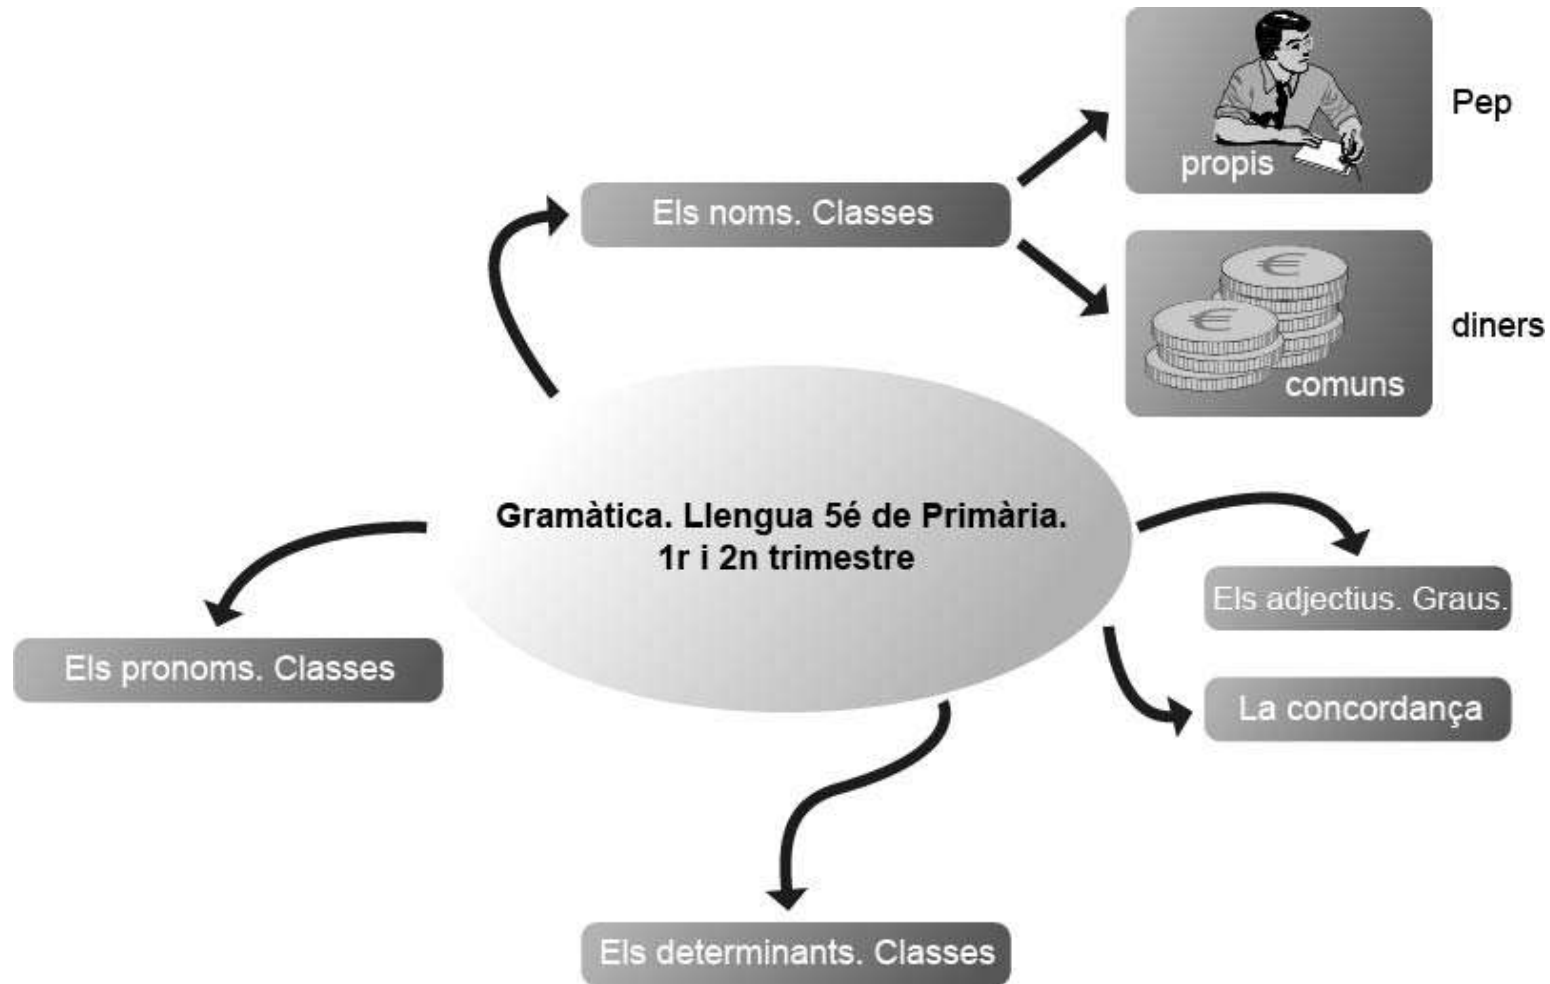 Pep
propis
Els noms. Classes
diners
comuns
Gramàtica. Llengua 5é de Primària.
1r i 2n trimestre
Els adjectius. Graus.
Els pronoms. Classes
La concordança
Els determinants. Classes